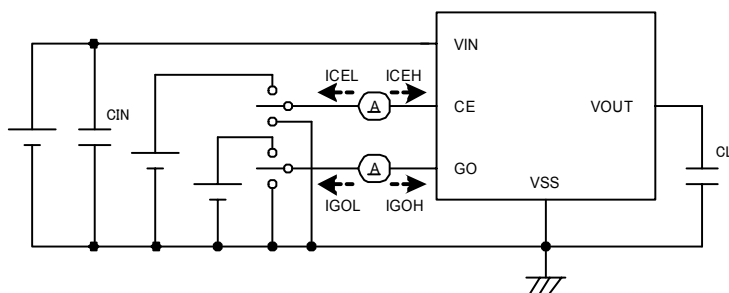 VIN
ICEL ICEH
CIN
A
CE
VOUT
A
GO
CL
VSS
IGOL IGOH